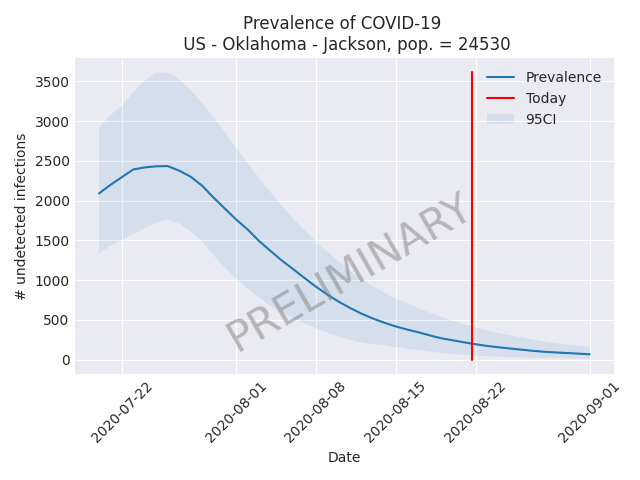 Prevalence of COVID-19
US - Oklahoma - Jackson, pop. = 24530
Prevalence
Today
95CI
PRELIMINARY
# undetected infections
3500
3000
2500
2000
1500
1000
500
0
2020-07-22
2020-08-01
2020-08-08
2020-08-15
2020-08-22
2020-09-01
Date